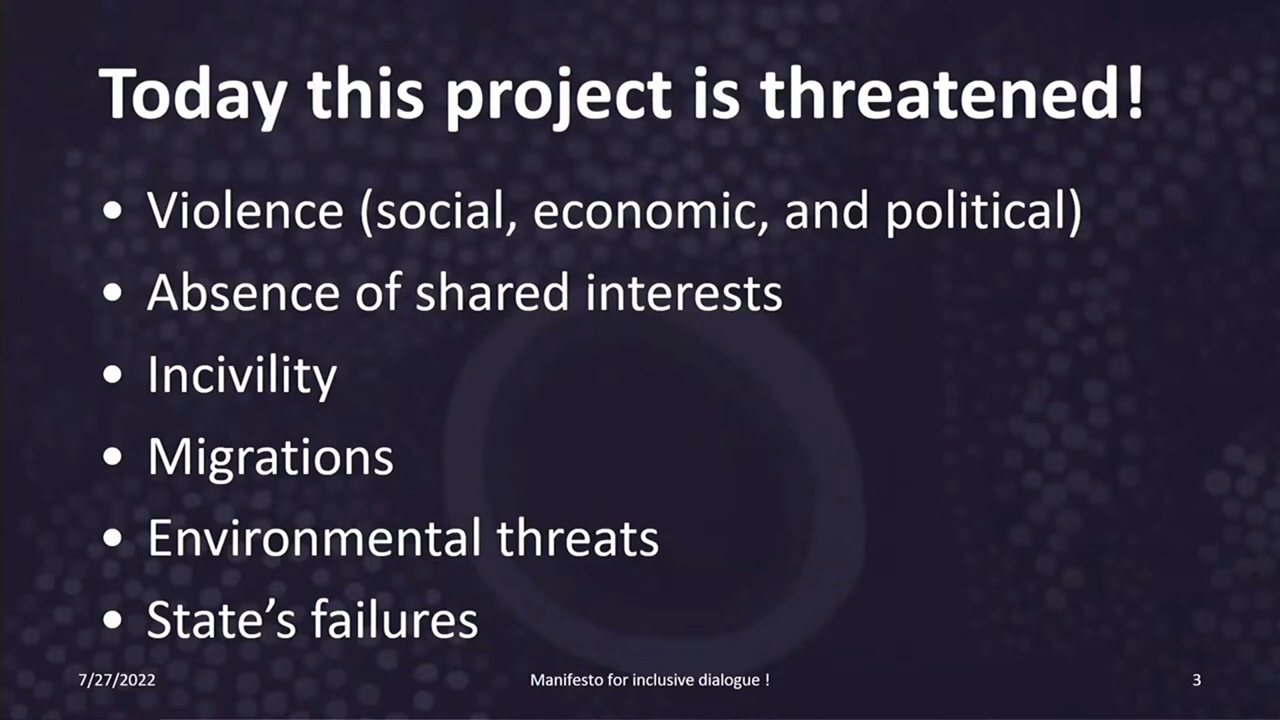 Today this project is threatened!
• Violence (social, economic, and political)
• Absence of shared interests
• Incivility
• Migrations
• Environmental threats
• State’s failures
7/27/2022
Manifesto for inclusive dialogue !
3